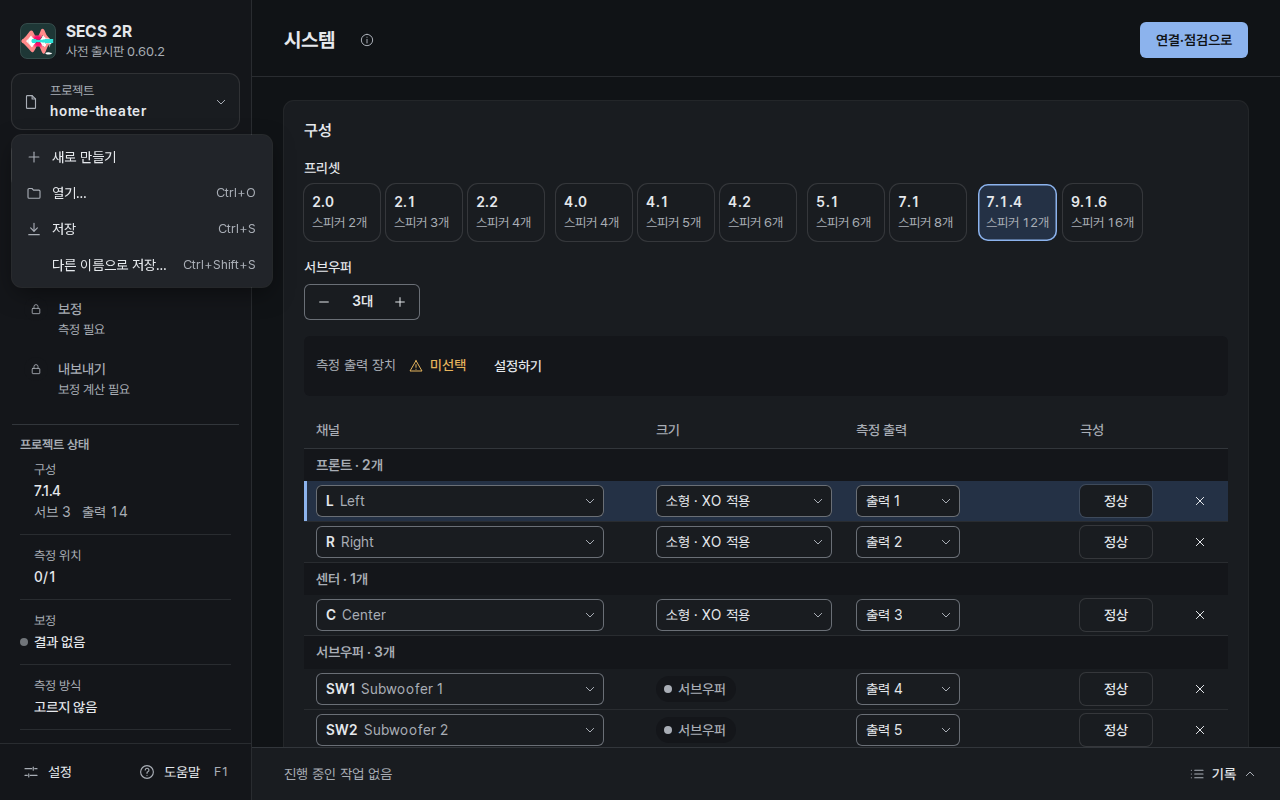 SECS 2R
사전 출시판 0.60.2
프로젝트
home-theater
새로 만들기
열기... Ctrl+O
저장 Ctrl+S
다른 이름으로 저장... Ctrl+Shift+S
보정
측정 필요
내보내기
보정 계산 필요
프로젝트 상태
구성
7.1.4
서브 3 출력 14
측정 위치
0/1
보정
결과 없음
측정 방식
고르지 않음
설정 도움말 F1
시스템
연결·점검으로
구성
프리셋
2.0 2.1 2.2 4.0 4.1 4.2 5.1 7.1 7.1.4 9.1.6
스피커 2개 스피커 3개 스피커 4개 스피커 4개 스피커 5개 스피커 6개 스피커 6개 스피커 8개 스피커 12개 스피커 16개
서브우퍼
− 3대 +
측정 출력 장치 미선택 설정하기
채널 크기 측정 출력 극성
프론트 · 2개
L Left 소형 · XO 적용 출력 1 정상
R Right 소형 · XO 적용 출력 2 정상
센터 · 1개
C Center 소형 · XO 적용 출력 3 정상
서브우퍼 · 3개
SW1 Subwoofer 1 서브우퍼 출력 4 정상
SW2 Subwoofer 2 서브우퍼 출력 5 정상
진행 중인 작업 없음 기록